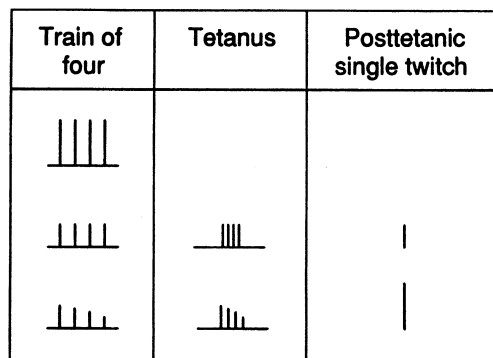 Train of
four
Tetanus
Posttetanic
single twitch